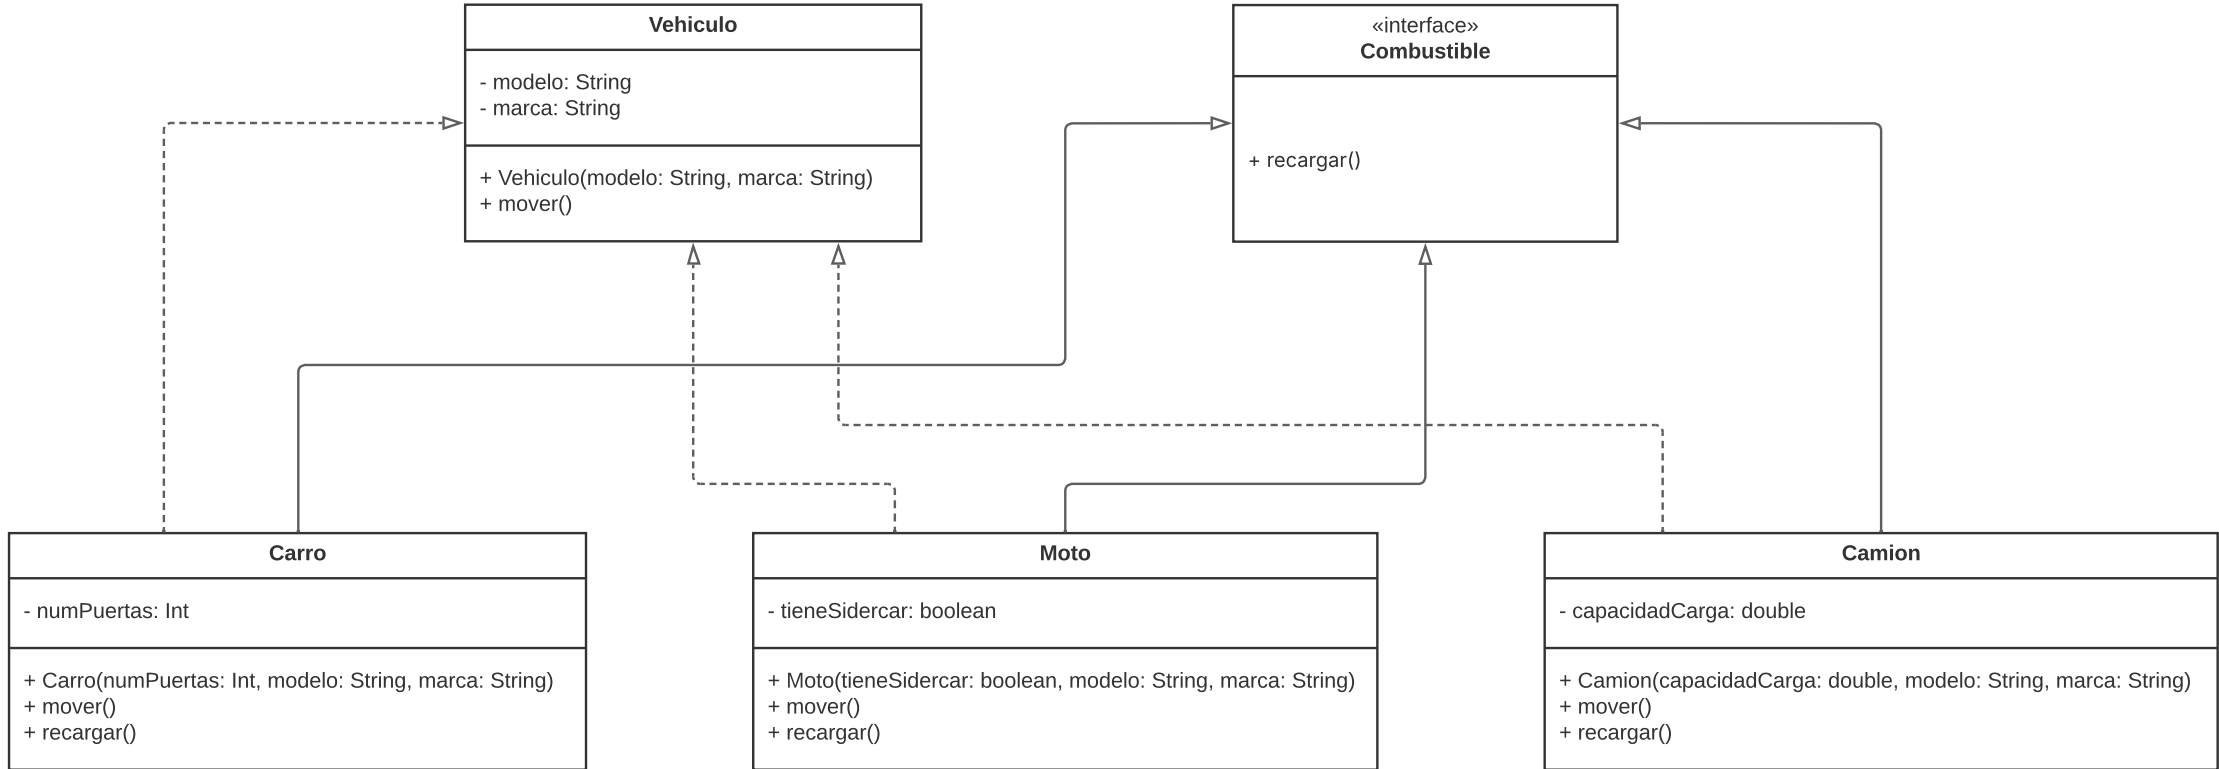 Vehiculo
- modelo: String
- marca: String
+ Vehiculo(modelo: String, marca: String)
+ mover()
«interface»
Combustible
+ recargar()
Carro
- numPuertas: Int
+ Carro(numPuertas: Int, modelo: String, marca: String)
+ mover()
+ recargar()
Moto
- tieneSidercar: boolean
+ Moto(tieneSidercar: boolean, modelo: String, marca: String)
+ mover()
+ recargar()
Camion
- capacidadCarga: double
+ Camion(capacidadCarga: double, modelo: String, marca: String)
+ mover()
+ recargar()